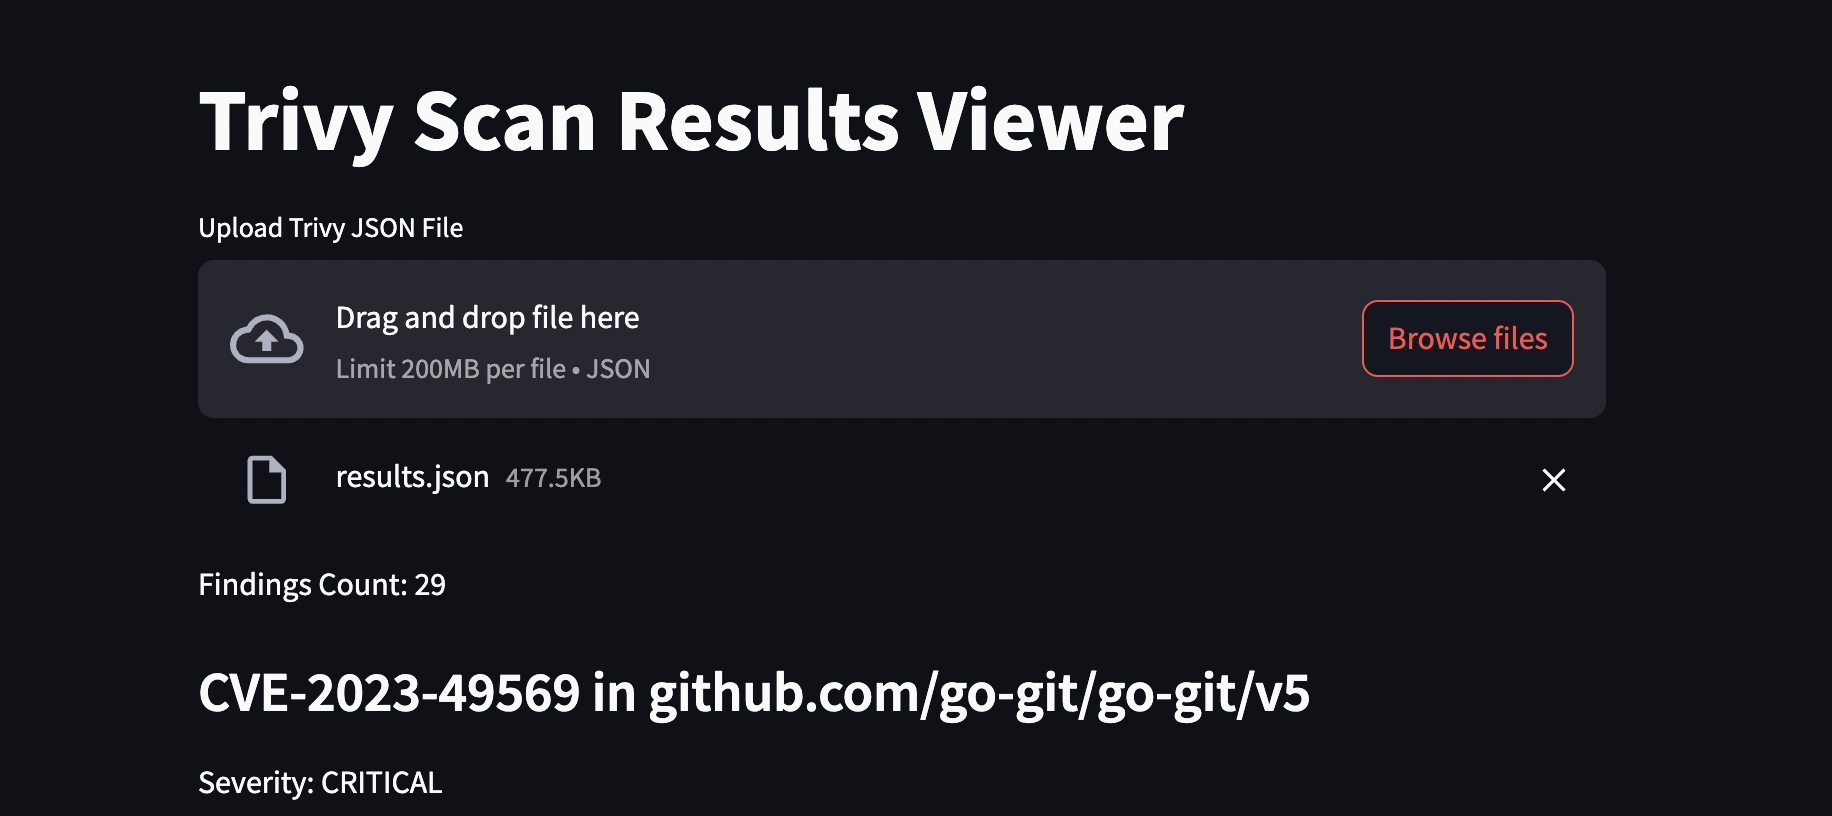 Trivy Scan Results Viewer
Upload Trivy JSON File
Drag and drop file here
Limit 200MB per file • JSON
Browse files
results.json 477.5KB
Findings Count: 29
CVE-2023-49569 in github.com/go-git/go-git/v5
Severity: CRITICAL